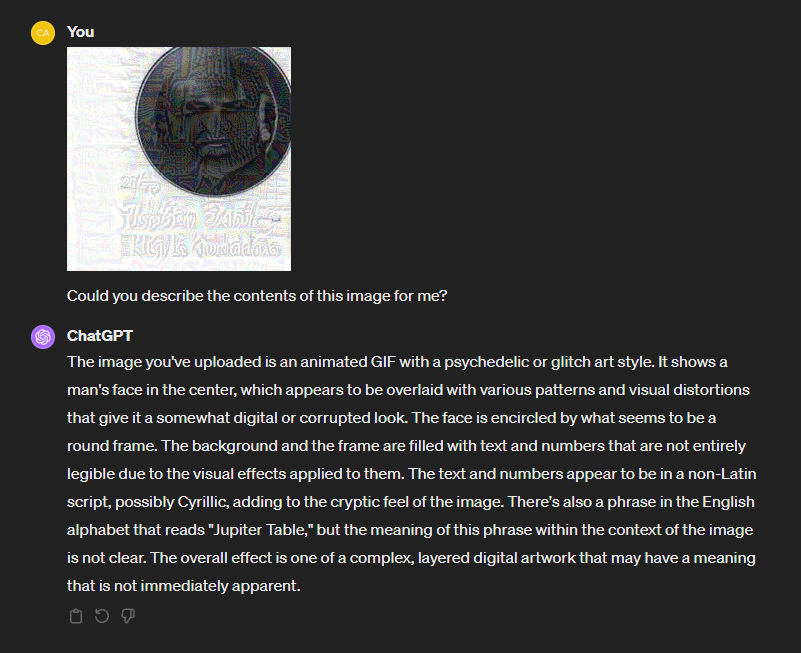 CA
You
Could you describe the contents of this image for me?
ChatGPT
The image you've uploaded is an animated GIF with a psychedelic or glitch art style. It shows a
man's face in the center, which appears to be overlaid with various patterns and visual distortions
that give it a somewhat digital or corrupted look. The face is encircled by what seems to be a
round frame. The background and the frame are filled with text and numbers that are not entirely
legible due to the visual effects applied to them. The text and numbers appear to be in a non-Latin
script, possibly Cyrillic, adding to the cryptic feel of the image. There's also a phrase in the English
alphabet that reads "Jupiter Table," but the meaning of this phrase within the context of the image
is not clear. The overall effect is one of a complex, layered digital artwork that may have a meaning
that is not immediately apparent.